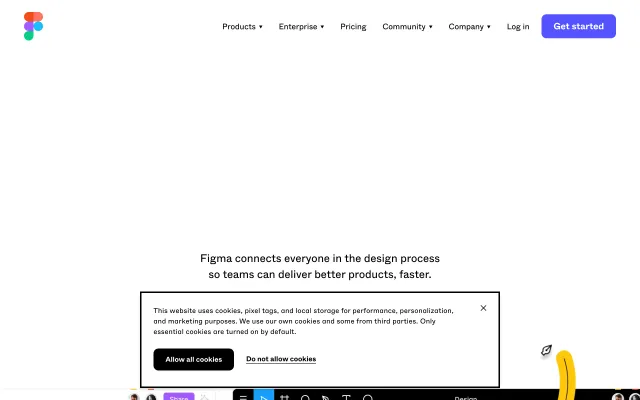 Products ▾ Enterprise ▾ Pricing Community ▾ Company ▾ Log in Get started
Figma connects everyone in the design process
so teams can deliver better products, faster.
This website uses cookies, pixel tags, and local storage for performance, personalization,
and marketing purposes. We use our own cookies and some from third parties. Only
essential cookies are turned on by default.
Allow all cookies Do not allow cookies
Share Design